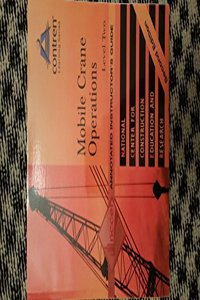 contren
Mobile Crane
Operations
Level Two
ANNOTATED INSTRUCTOR'S GUIDE
NATIONAL
CENTER FOR
CONSTRUCTION
EDUCATION AND
RESEARCH